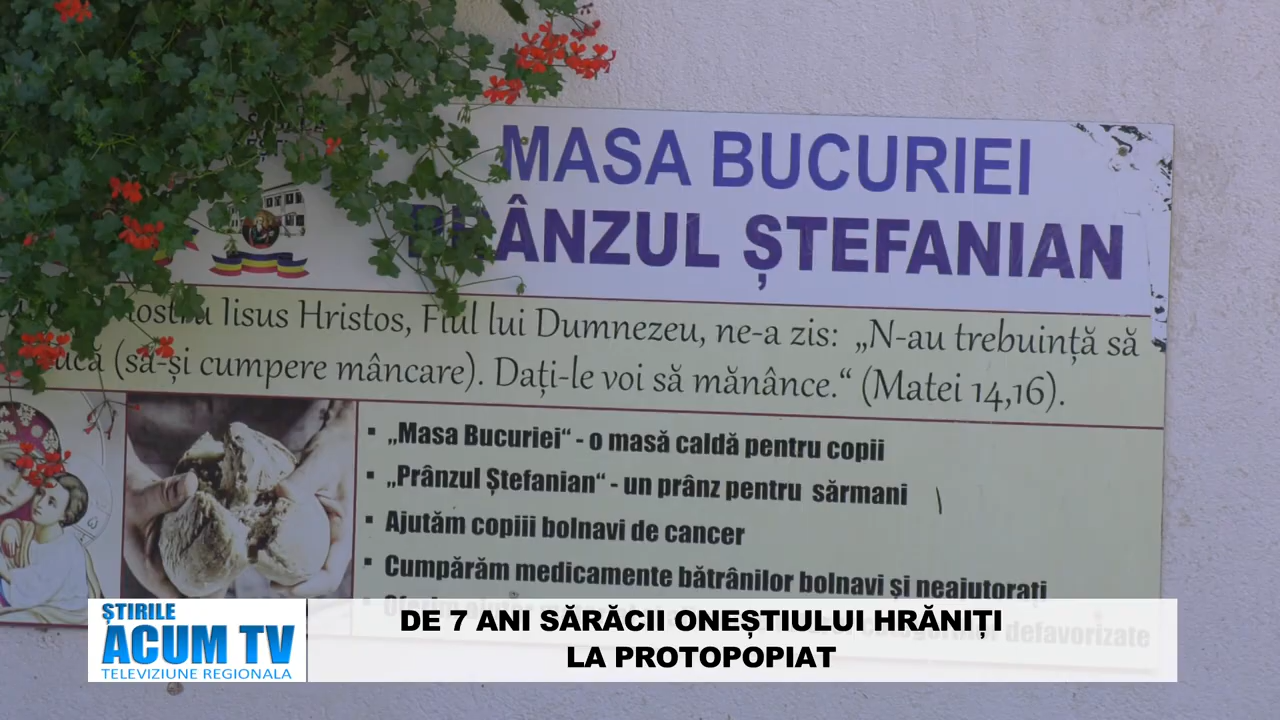 MASA BUCURIEI
PRÂNZUL ȘTEFANIAN
Iisus Hristos, Fiul lui Dumnezeu, ne-a zis: „N-au trebuință să
(să-și cumpere mâncare). Dați-le voi să mănânce.“ (Matei 14,16).
▪ „Masa Bucuriei“ - o masă caldă pentru copii
▪ „Prânzul Ștefanian“ - un prânz pentru sărmani
▪ Ajutăm copiii bolnavi de cancer
▪ Cumpărăm medicamente bătrânilor bolnavi și neajutorați
defavorizate
ȘTIRILE
ACUM TV
TELEVIZIUNE REGIONALA
DE 7 ANI SĂRĂCII ONEȘTIULUI HRĂNIȚI
LA PROTOPOPIAT